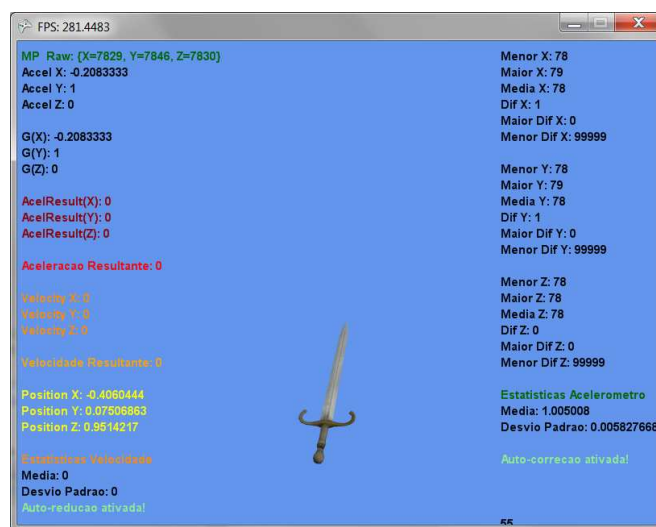 FPS: 281.4483
MP Raw: {X=7829, Y=7846, Z=7830}
Accel X: -0.2083333
Accel Y: 1
Accel Z: 0
G(X): -0.2083333
G(Y): 1
G(Z): 0
AcelResult(X): 0
AcelResult(Y): 0
AcelResult(Z): 0
Aceleracao Resultante: 0
Velocity X: 0
Velocity Y: 0
Velocity Z: 0
Velocidade Resultante: 0
Position X: -0.4060444
Position Y: 0.07506863
Position Z: 0.9514217
Estatisticas Velocidade
Media: 0
Desvio Padrao: 0
Auto-reducao ativada!
Menor X: 78
Maior X: 79
Media X: 78
Dif X: 1
Maior Dif X: 0
Menor Dif X: 99999
Menor Y: 78
Maior Y: 79
Media Y: 78
Dif Y: 1
Maior Dif Y: 0
Menor Dif Y: 99999
Menor Z: 78
Maior Z: 78
Media Z: 78
Dif Z: 0
Maior Dif Z: 0
Menor Dif Z: 99999
Estatisticas Acelerometro
Media: 1.005008
Desvio Padrao: 0.005827668
Auto-correcao ativada!
55